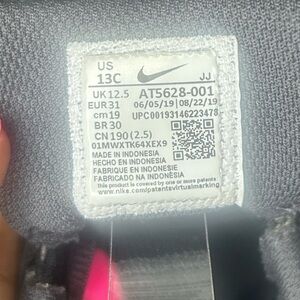 US
13C JJ
UK 12.5 AT5628-001
EUR 31 06/05/19 08/22/19
cm 19 UPC00193146223478
BR 30
CN 190 (2.5)
01MWXTK64XEX9
MADE IN INDONESIA
HECHO EN INDONESIA
FABRIQUE EN INDONESIE
FABRICADO NA INDONESIA
this product is covered by one or more patents
www.nike.com/patentsvirtualmarking